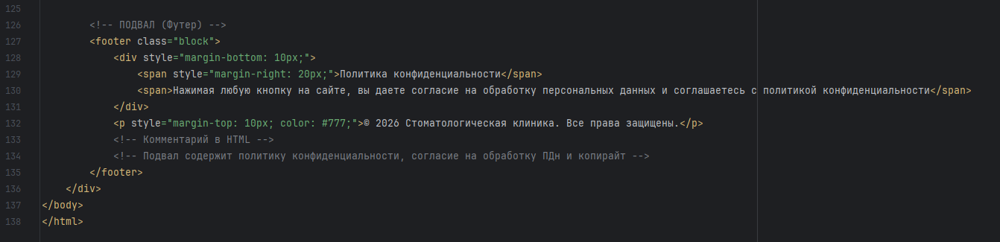 125
126 <!-- ПОДВАЛ (Футер) -->
127 <footer class="block">
128 <div style="margin-bottom: 10px;">
129 <span style="margin-right: 20px;">Политика конфиденциальности</span>
130 <span>Нажимая любую кнопку на сайте, вы даете согласие на обработку персональных данных и соглашаетесь с политикой конфиденциальности</span>
131 </div>
132 <p style="margin-top: 10px; color: #777;">© 2026 Стоматологическая клиника. Все права защищены.</p>
133 <!-- Комментарий в HTML -->
134 <!-- Подвал содержит политику конфиденциальности, согласие на обработку ПДн и копирайт -->
135 </footer>
136 </div>
137 </body>
138 </html>